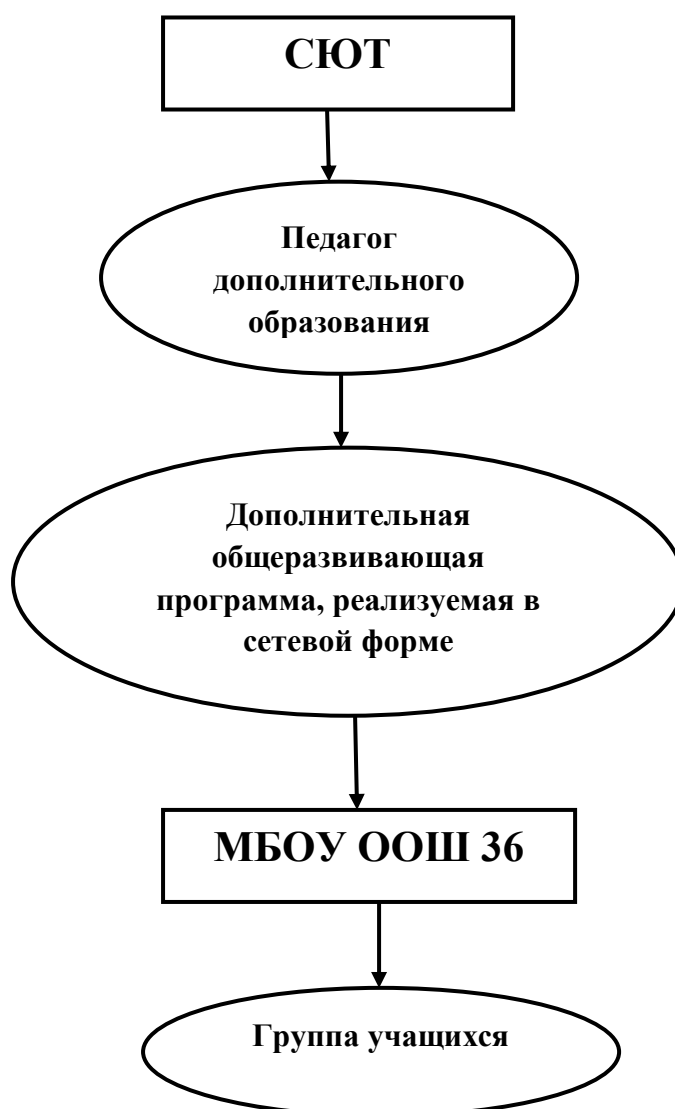 СЮТ
Педагог
дополнительного
образования
Дополнительная
общеразвивающая
программа, реализуемая в
сетевой форме
МБОУ ООШ 36
Группа учащихся